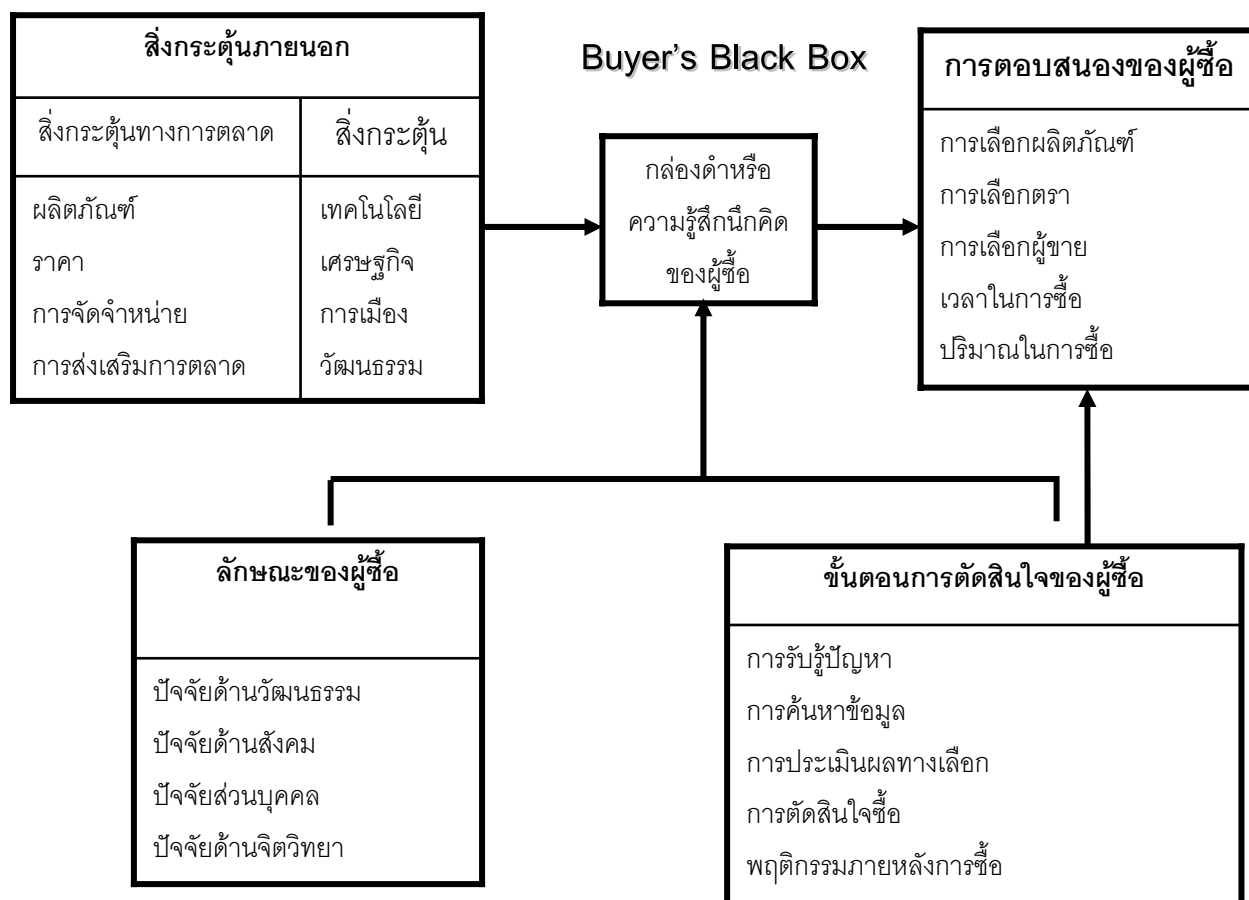 สิ่งกระตุ้นภายนอก
สิ่งกระตุ้นทางการตลาด
สิ่งกระตุ้น
ผลิตภัณฑ์
ราคา
การจัดจำหน่าย
การส่งเสริมการตลาด
เทคโนโลยี
เศรษฐกิจ
การเมือง
วัฒนธรรม
Buyer's Black Box
กล่องดำหรือ
ความรู้สึกนึกคิด
ของผู้ซื้อ
การตอบสนองของผู้ซื้อ
การเลือกผลิตภัณฑ์
การเลือกตรา
การเลือกผู้ขาย
เวลาในการซื้อ
ปริมาณในการซื้อ
ลักษณะของผู้ซื้อ
ปัจจัยด้านวัฒนธรรม
ปัจจัยด้านสังคม
ปัจจัยส่วนบุคคล
ปัจจัยด้านจิตวิทยา
ขั้นตอนการตัดสินใจของผู้ซื้อ
การรับรู้ปัญหา
การค้นหาข้อมูล
การประเมินผลทางเลือก
การตัดสินใจซื้อ
พฤติกรรมภายหลังการซื้อ